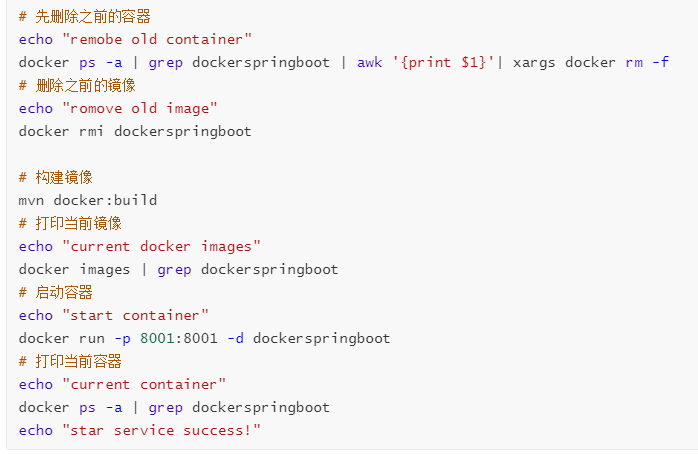 # 先删除之前的容器
echo "remobe old container"
docker ps -a | grep dockerspringboot | awk '{print $1}'| xargs docker rm -f
# 删除之前的镜像
echo "romove old image"
docker rmi dockerspringboot
# 构建镜像
mvn docker:build
# 打印当前镜像
echo "current docker images"
docker images | grep dockerspringboot
# 启动容器
echo "start container"
docker run -p 8001:8001 -d dockerspringboot
# 打印当前容器
echo "current container"
docker ps -a | grep dockerspringboot
echo "star service success!"